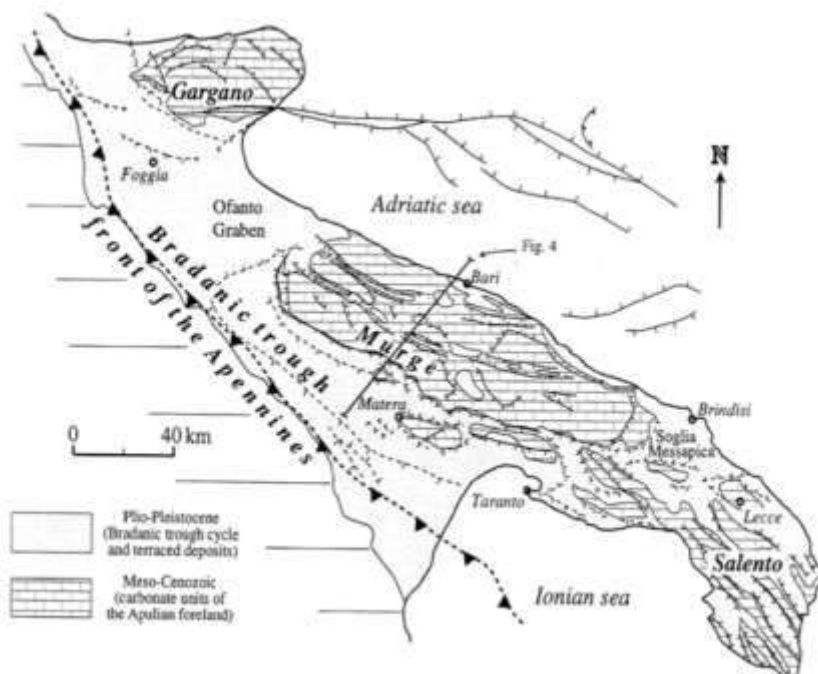 Gargano
N
Foggia
Ofanto
Graben
Adriatic sea
Fig. 4
Bari
Bradanic trough
front of the Apennines
Murge
Matera
0 40 km
Brindisi
Soglia
Messapica
Taranto
Lecce
Salento
Ionian sea
Plio-Pleistocene
(Bradanic trough cycle
and terraced deposits)
Meso-Cenozoic
(carbonate units of
the Apulian foreland)